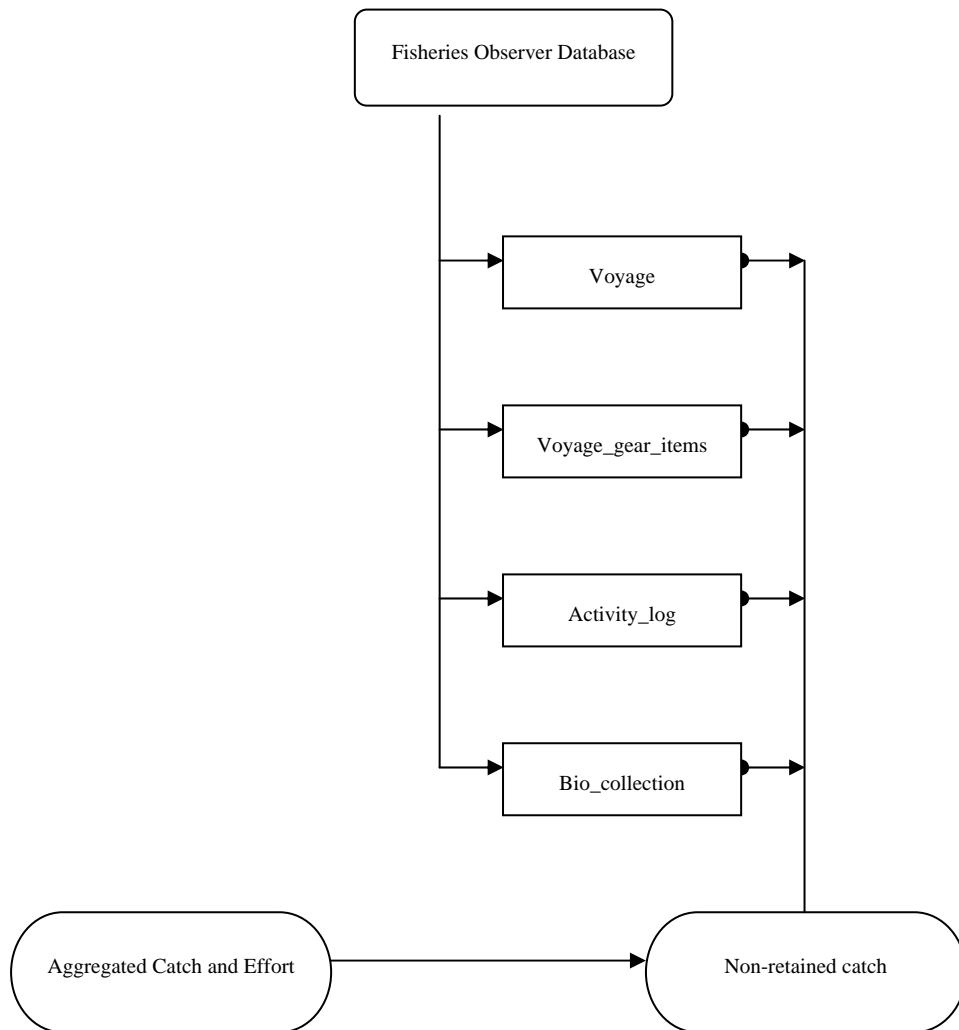 Fisheries Observer Database
Voyage
Voyage_gear_items
Activity_log
Bio_collection
Aggregated Catch and Effort
Non-retained catch